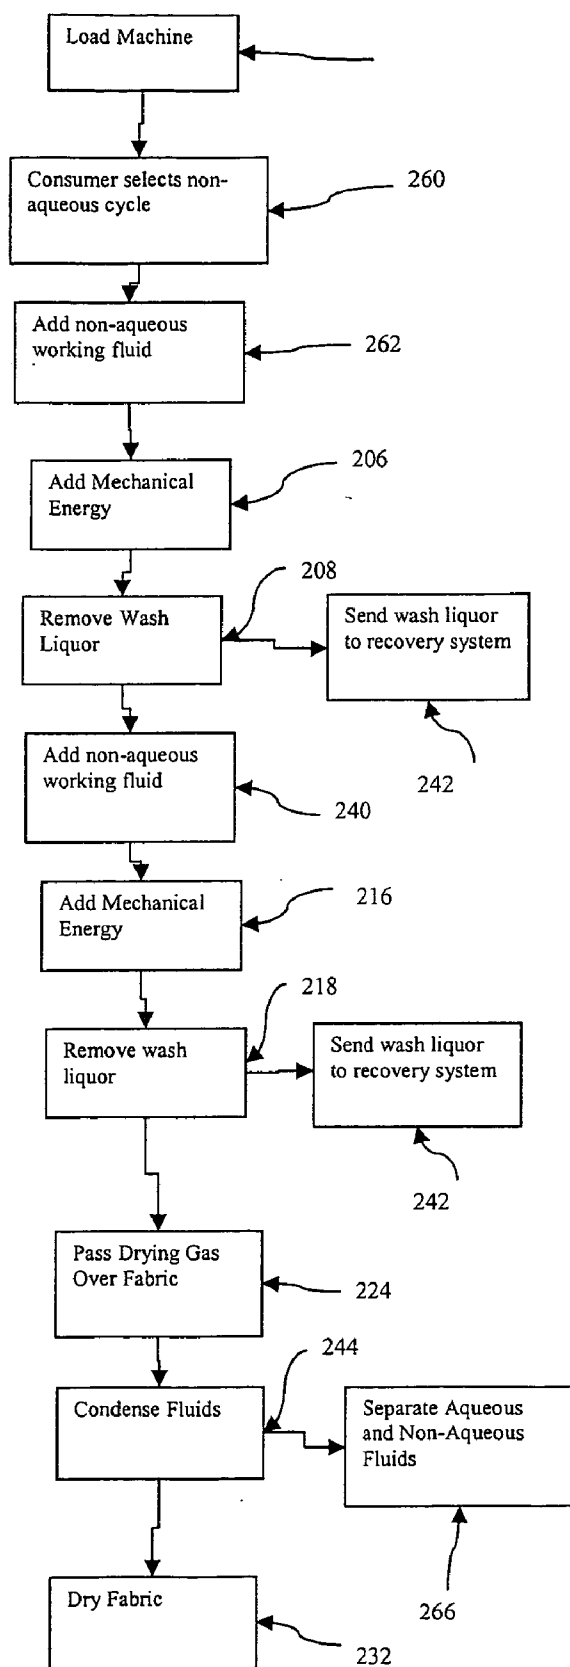 Load Machine
Consumer selects non-
aqueous cycle
260
Add non-aqueous
working fluid
262
Add Mechanical
Energy
206
208
Remove Wash
Liquor
Send wash liquor
to recovery system
242
Add non-aqueous
working fluid
240
Add Mechanical
Energy
216
218
Remove wash
liquor
Send wash liquor
to recovery system
242
Pass Drying Gas
Over Fabric
224
244
Condense Fluids
Separate Aqueous
and Non-Aqueous
Fluids
266
Dry Fabric
232